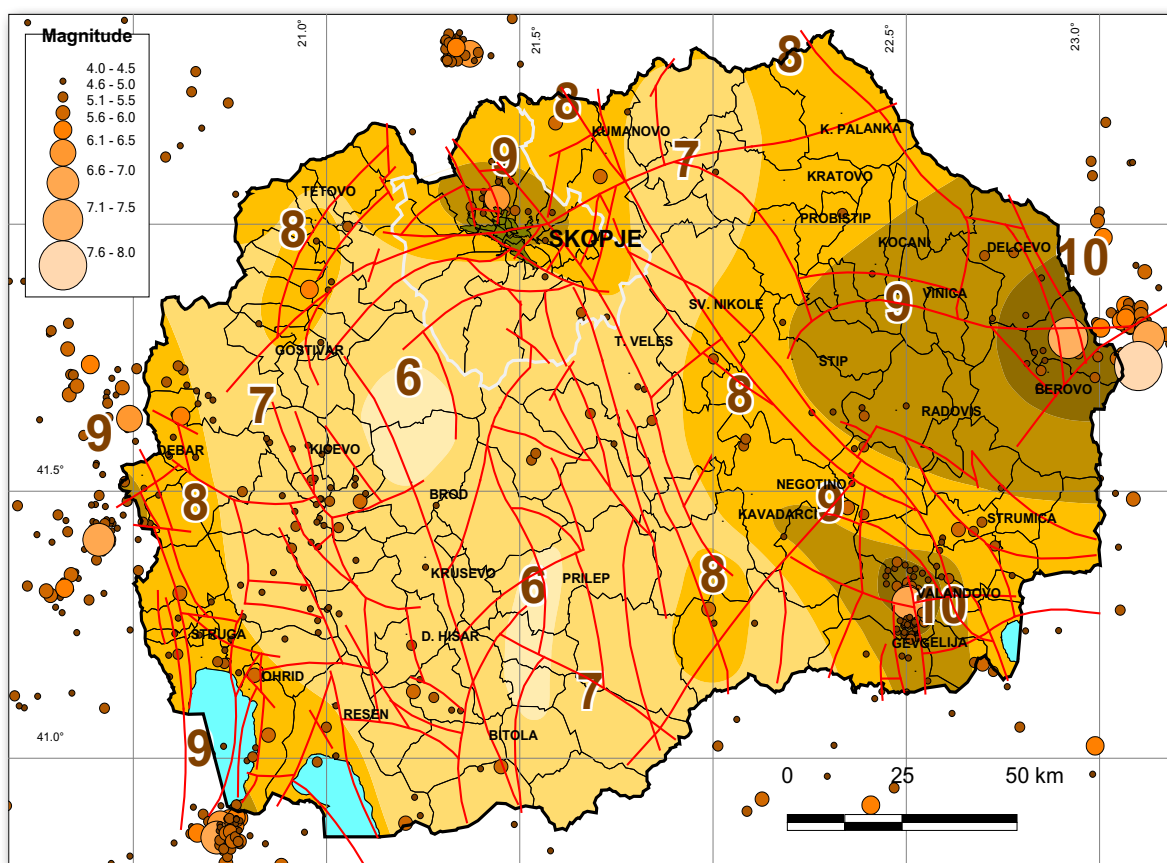 Magnitude
4.0 - 4.5
4.6 - 5.0
5.1 - 5.5
5.6 - 6.0
6.1 - 6.5
6.6 - 7.0
7.1 - 7.5
7.6 - 8.0
21.0°
21.5°
22.5°
23.0°
8
8
KUMANOVO
K. PALANKA
9
7
KRATOVO
TETOVO
PROBISTIP
8
SKOPJE
KOCANI
DELCEVO
10
VINICA
9
SV. NIKOLE
T. VELES
GOSTIVAR
STIP
6
8
BEROVO
7
RADOVIS
9
DEBAR
KICEVO
41.5°
NEGOTINO
BROD
8
9
KAVADARCI
STRUMICA
KRUSEVO
6
PRILEP
8
VALANDOVO
10
STRUGA
D. HISAR
GEVGELIJA
OHRID
7
RESEN
BITOLA
41.0°
9
0
25
50 km